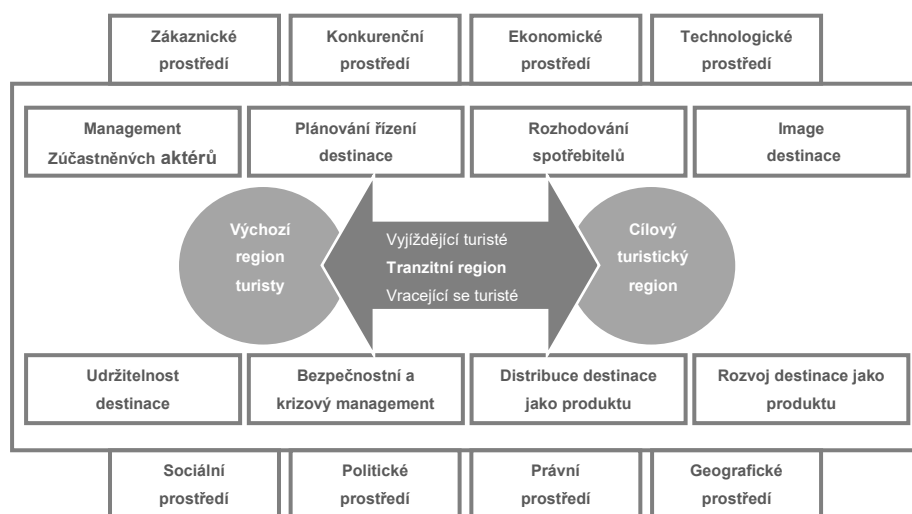 Zákaznické
prostředí
Konkurenční
prostředí
Ekonomické
prostředí
Technologické
prostředí
Management
Zúčastněných aktérů
Plánování řízení
destinace
Rozhodování
spotřebitelů
Image
destinace
Výchozí
region
turisty
Vyjíždějící turisté
Tranzitní region
Vracející se turisté
Cílový
turistický
region
Udržitelnost
destinace
Bezpečnostní a
krizový management
Distribuce destinace
jako produktu
Rozvoj destinace jako
produktu
Sociální
prostředí
Politické
prostředí
Právní
prostředí
Geografické
prostředí